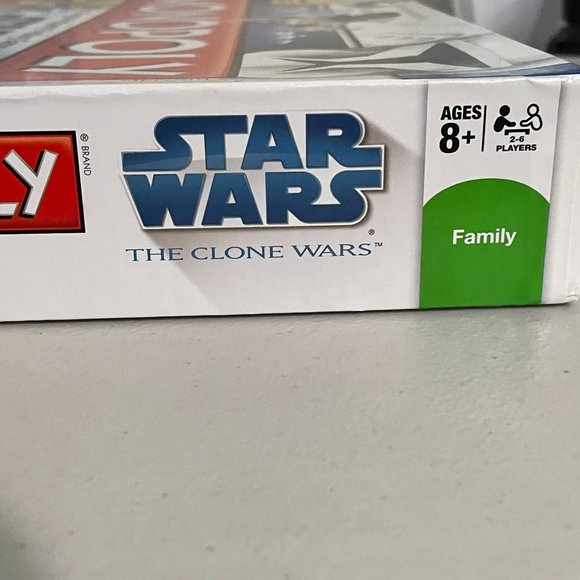 LY
® BRAND
STAR
WARS®
THE CLONE WARS™
AGES
8+
2-6
PLAYERS
Family